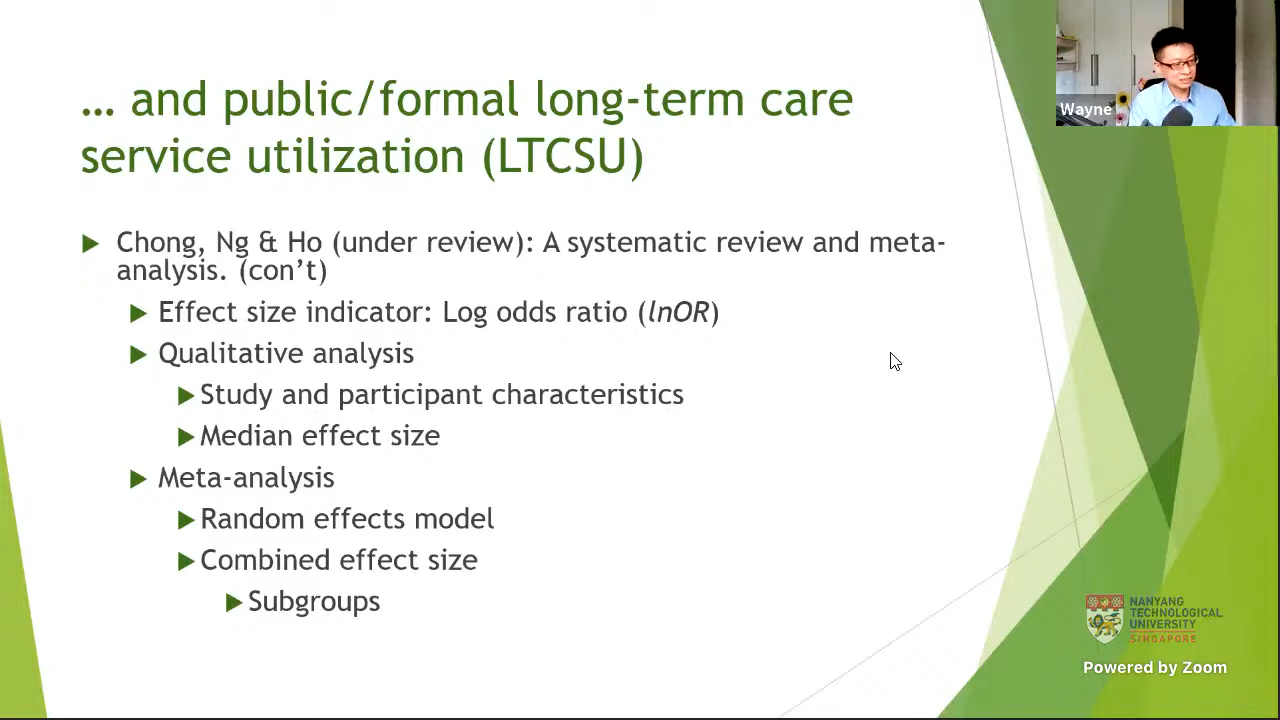 … and public/formal long-term care
service utilization (LTCSU)
Chong, Ng & Ho (under review): A systematic review and meta-
analysis. (con’t)
Effect size indicator: Log odds ratio (lnOR)
Qualitative analysis
Study and participant characteristics
Median effect size
Meta-analysis
Random effects model
Combined effect size
Subgroups
Wayne
NANYANG
TECHNOLOGICAL
UNIVERSITY
SINGAPORE
Powered by Zoom